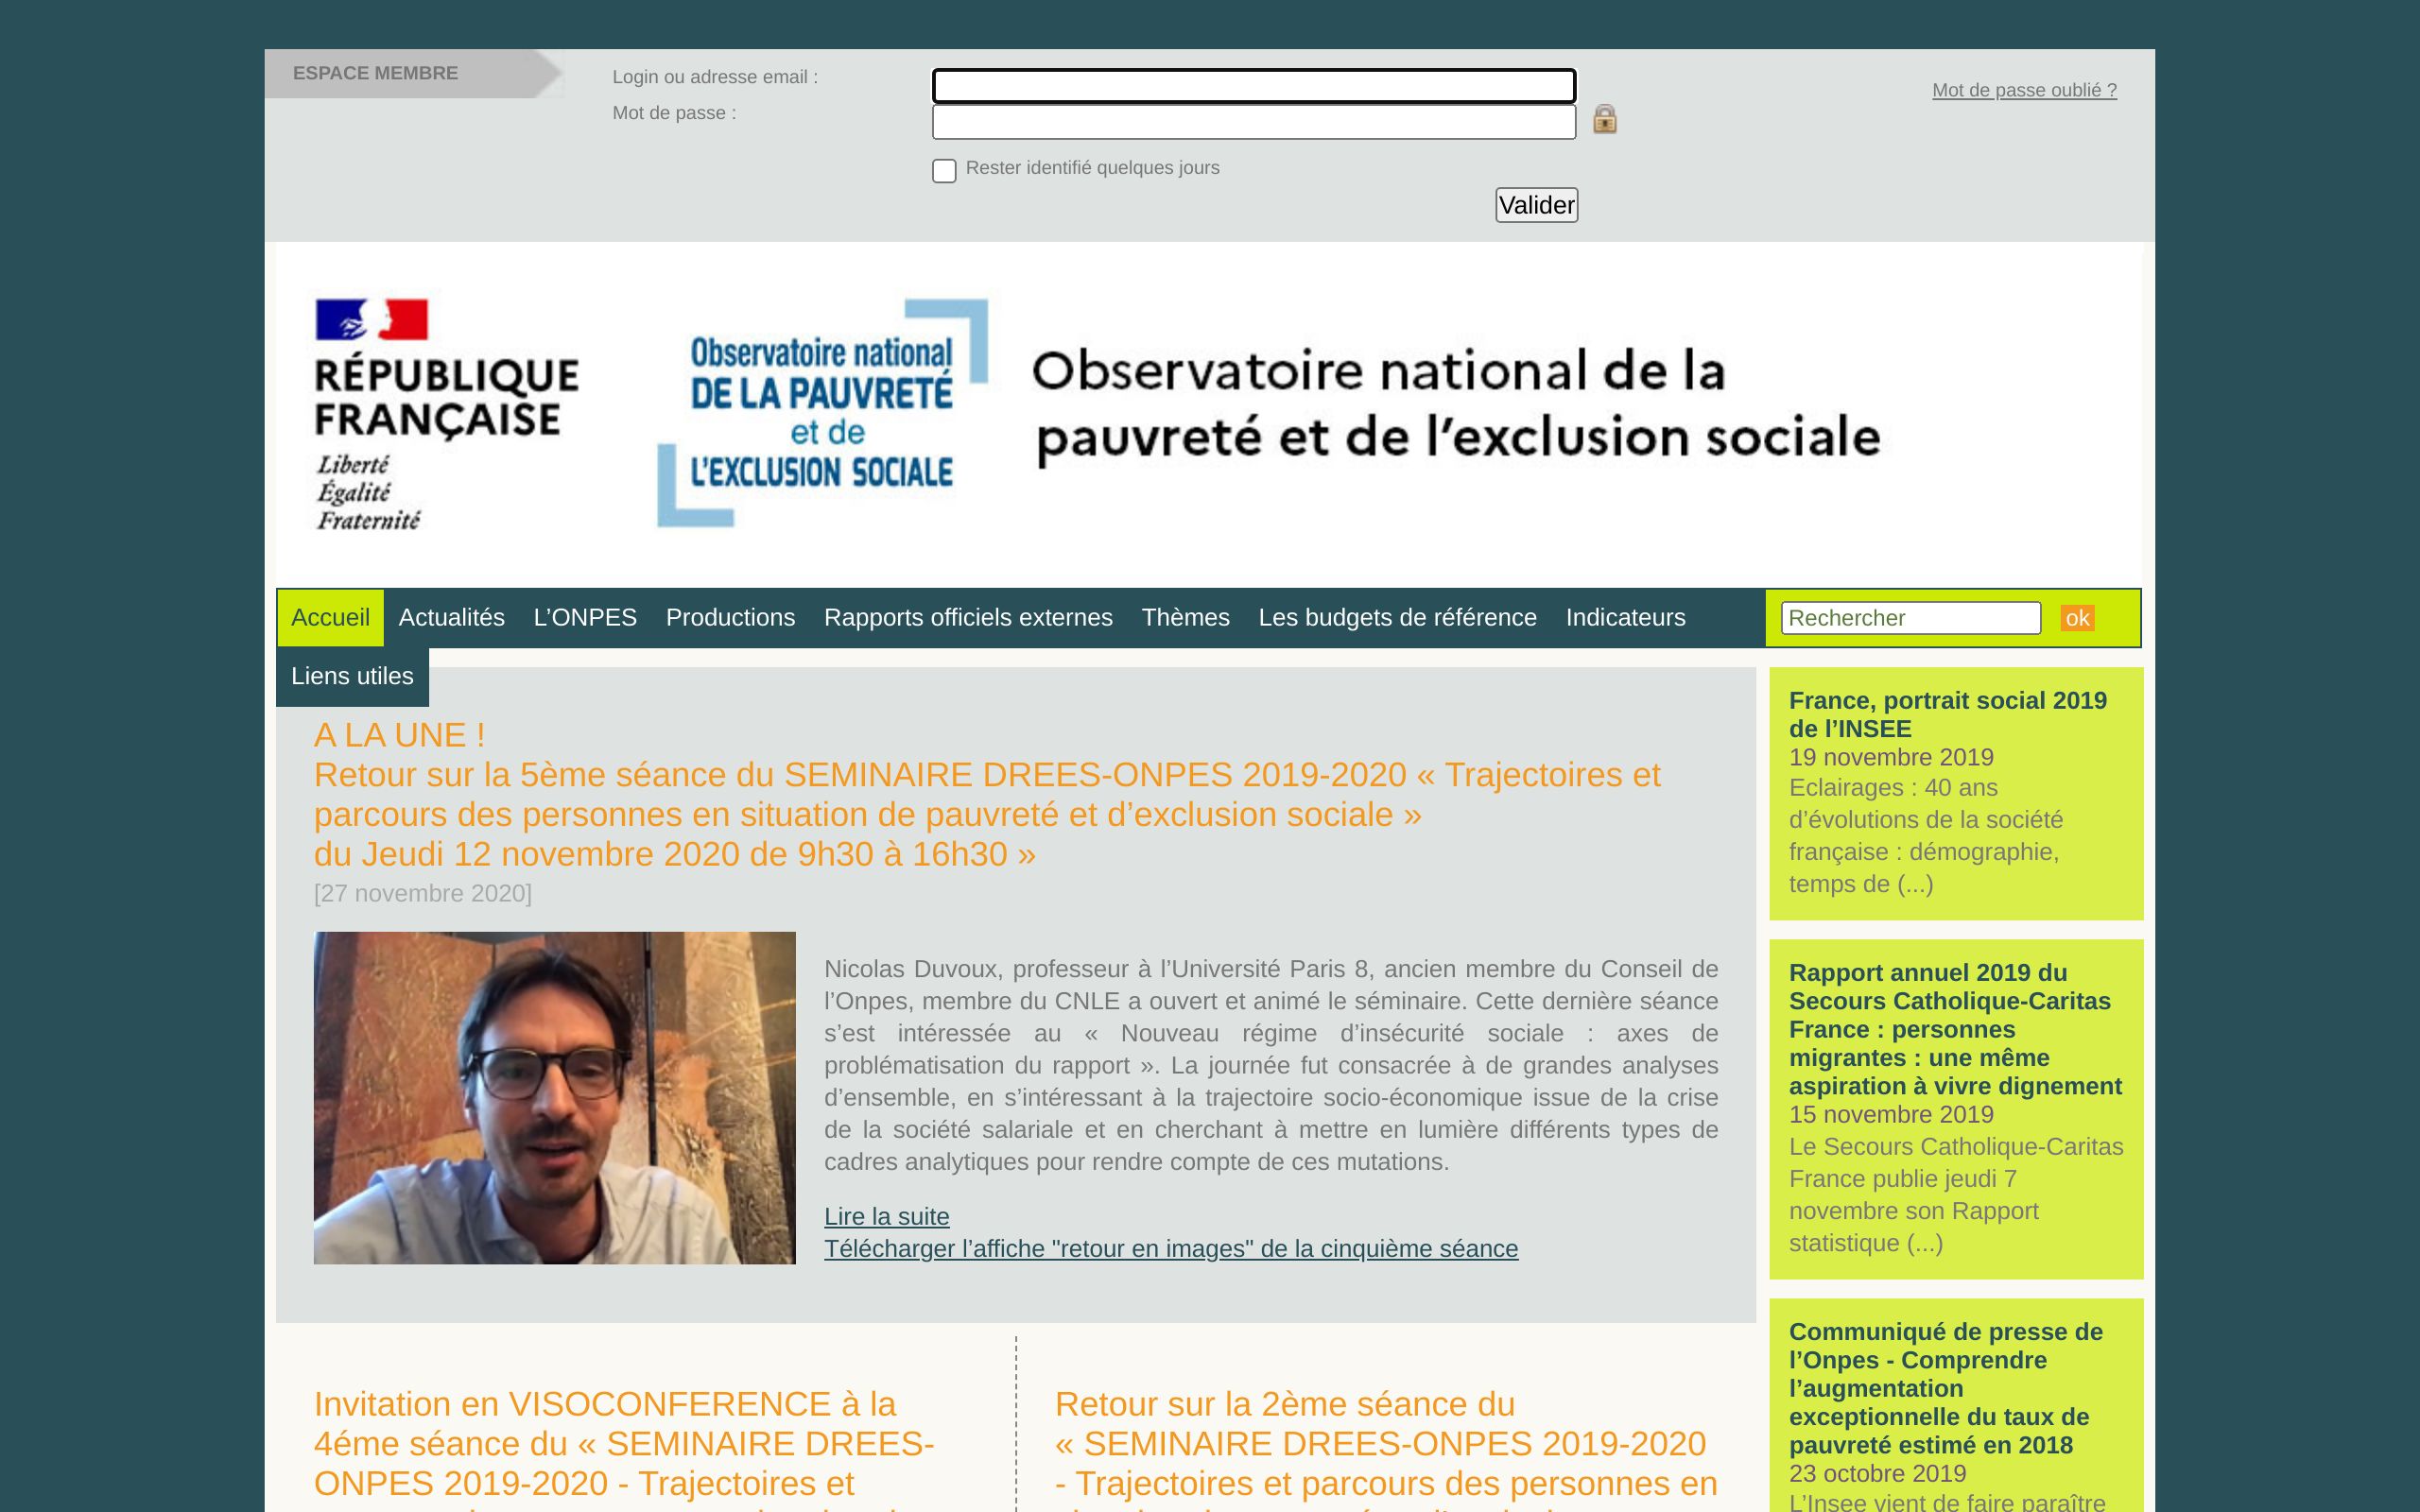 ESPACE MEMBRE
Login ou adresse email :
Mot de passe :
Mot de passe oublié ?
Rester identifié quelques jours
Valider
RÉPUBLIQUE
FRANÇAISE
Liberté
Égalité
Fraternité
Observatoire national
DE LA PAUVRETÉ
et de
L'EXCLUSION SOCIALE
Observatoire national de la
pauvreté et de l'exclusion sociale
Accueil Actualités L’ONPES Productions Rapports officiels externes Thèmes Les budgets de référence Indicateurs
Rechercher ok
Liens utiles
A LA UNE !
Retour sur la 5ème séance du SEMINAIRE DREES-ONPES 2019-2020 « Trajectoires et
parcours des personnes en situation de pauvreté et d’exclusion sociale »
du Jeudi 12 novembre 2020 de 9h30 à 16h30 »
[27 novembre 2020]
Nicolas Duvoux, professeur à l’Université Paris 8, ancien membre du Conseil de
l’Onpes, membre du CNLE a ouvert et animé le séminaire. Cette dernière séance
s’est intéressée au « Nouveau régime d’insécurité sociale : axes de
problématisation du rapport ». La journée fut consacrée à de grandes analyses
d’ensemble, en s’intéressant à la trajectoire socio-économique issue de la crise
de la société salariale et en cherchant à mettre en lumière différents types de
cadres analytiques pour rendre compte de ces mutations.
Lire la suite
Télécharger l’affiche "retour en images" de la cinquième séance
Invitation en VISOCONFERENCE à la
4éme séance du « SEMINAIRE DREES-
ONPES 2019-2020 - Trajectoires et
Retour sur la 2ème séance du
« SEMINAIRE DREES-ONPES 2019-2020
- Trajectoires et parcours des personnes en
France, portrait social 2019
de l’INSEE
19 novembre 2019
Eclairages : 40 ans
d’évolutions de la société
française : démographie,
temps de (...)
Rapport annuel 2019 du
Secours Catholique-Caritas
France : personnes
migrantes : une même
aspiration à vivre dignement
15 novembre 2019
Le Secours Catholique-Caritas
France publie jeudi 7
novembre son Rapport
statistique (...)
Communiqué de presse de
l’Onpes - Comprendre
l’augmentation
exceptionnelle du taux de
pauvreté estimé en 2018
23 octobre 2019
L’Insee vient de faire paraître